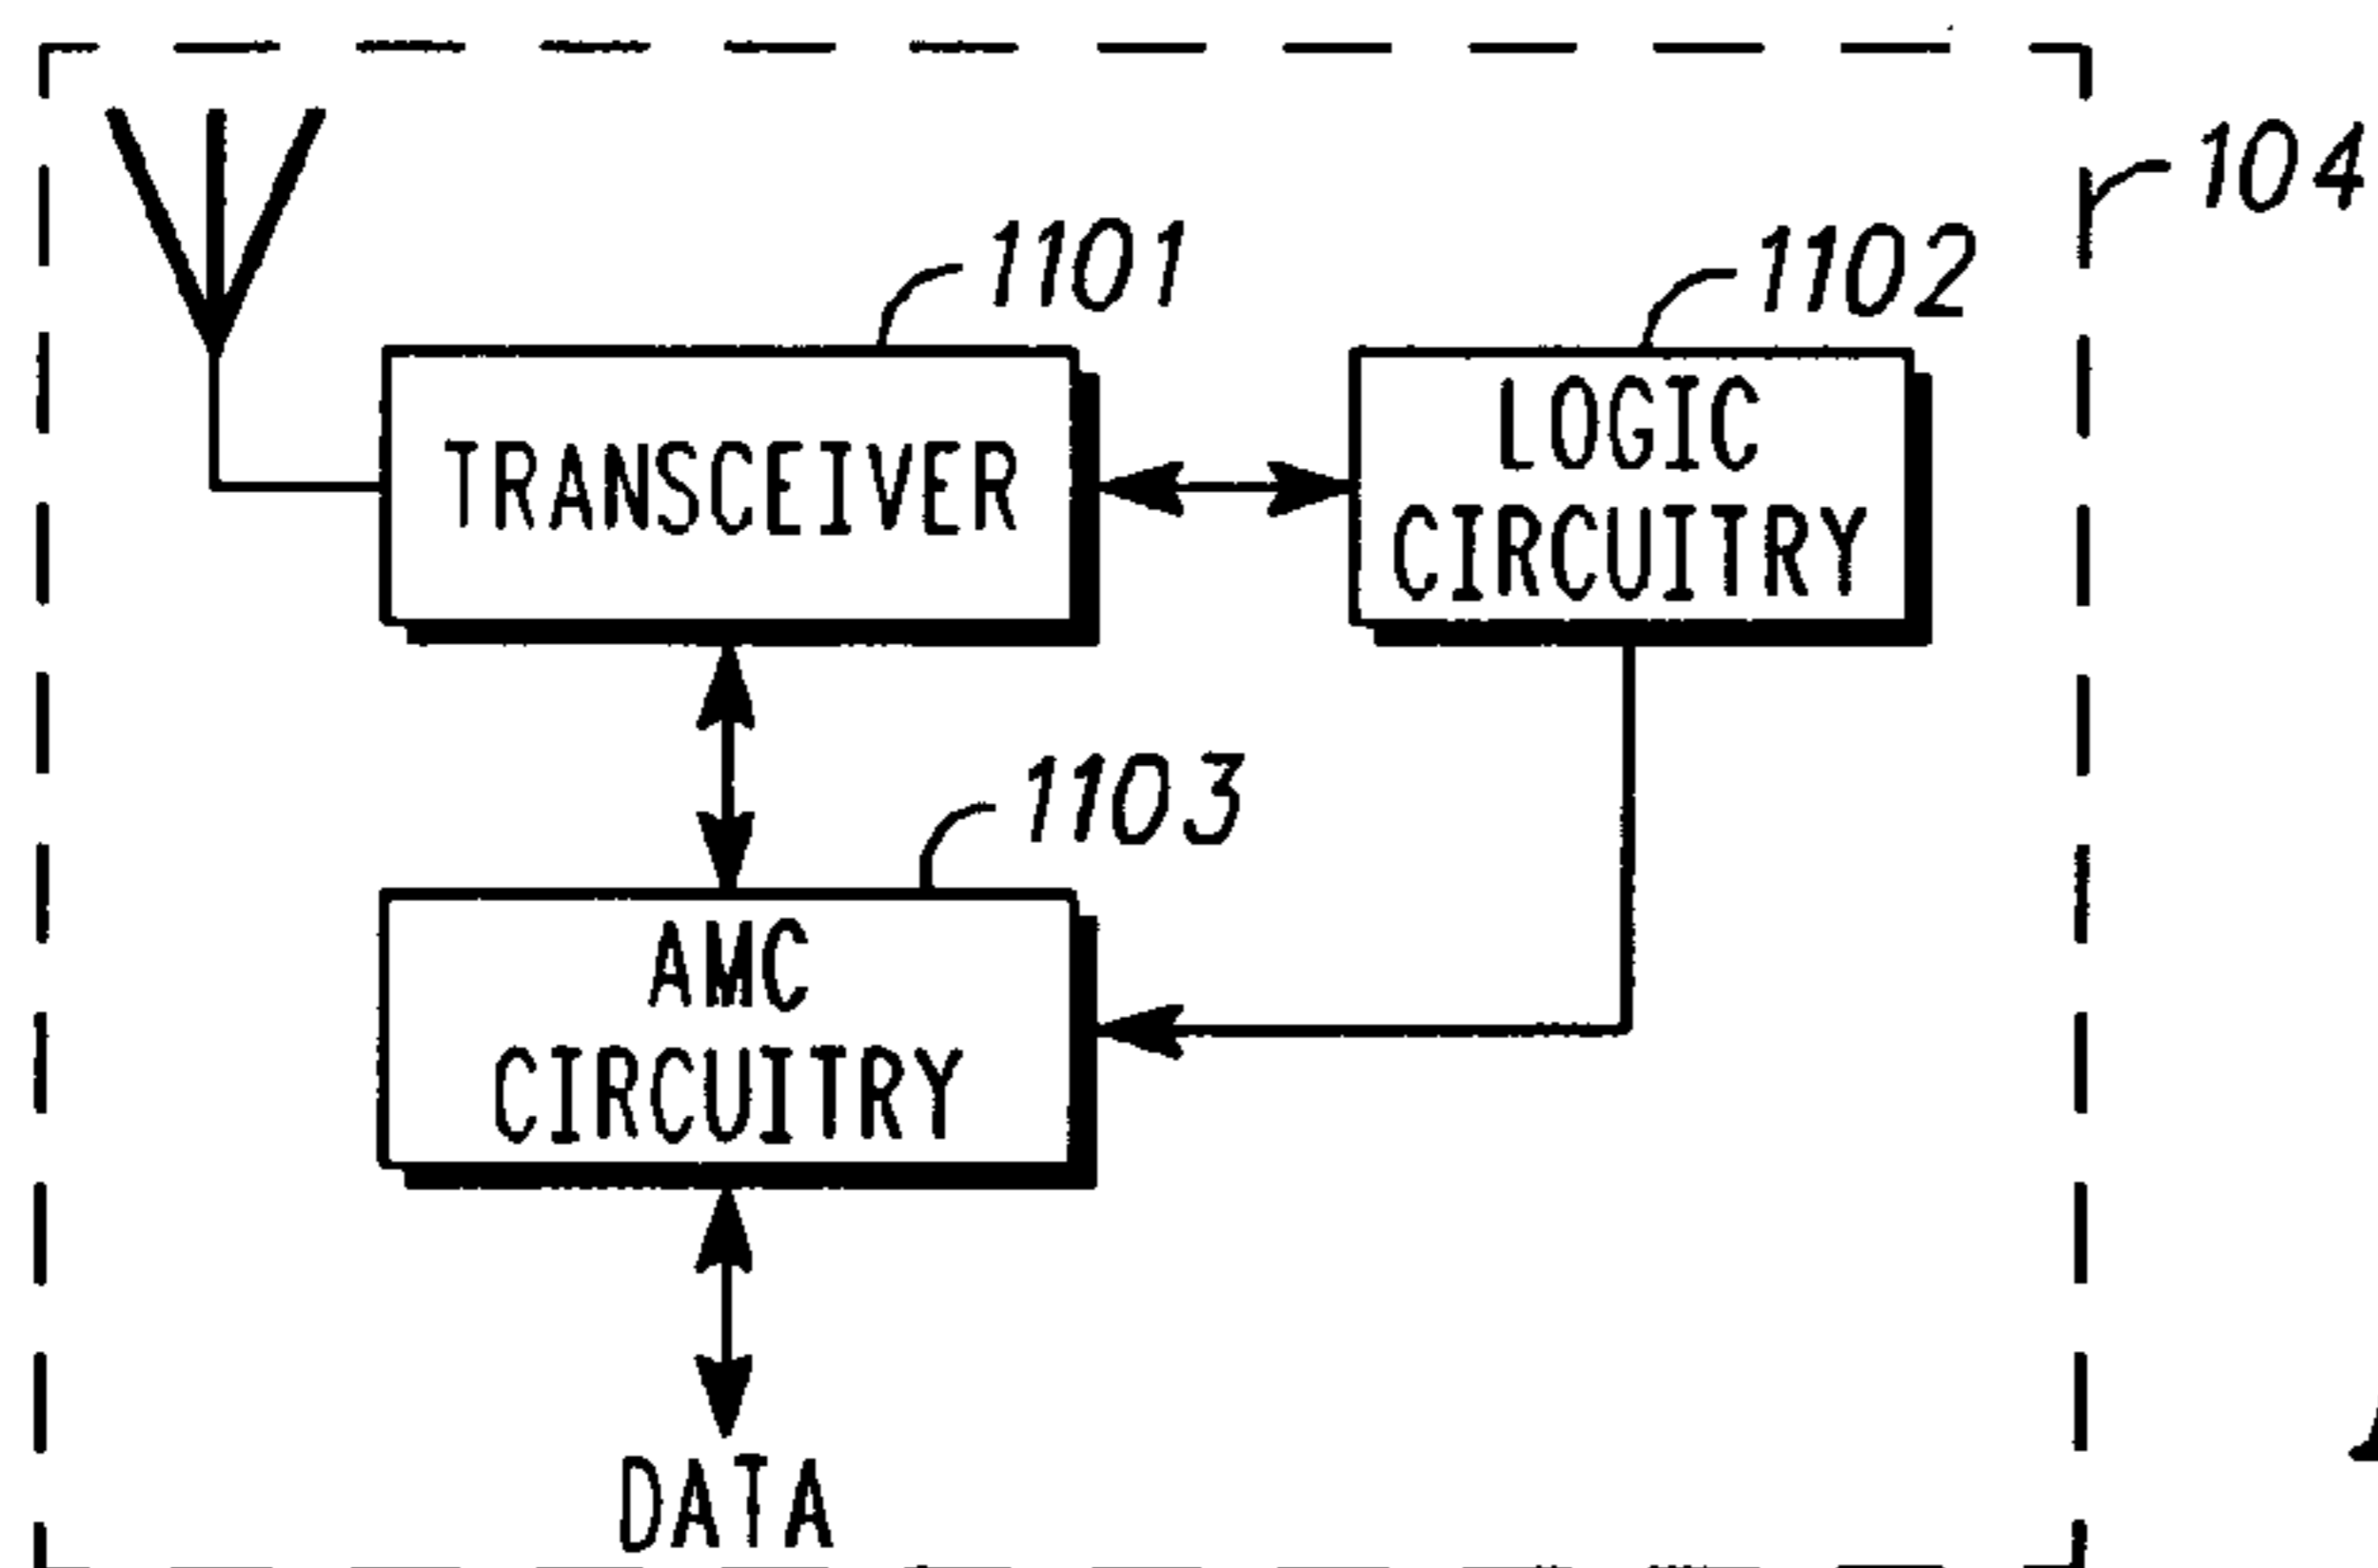 104
1101
1102
TRANSCEIVER
LOGIC
CIRCUITRY
1103
AMC
CIRCUITRY
DATA